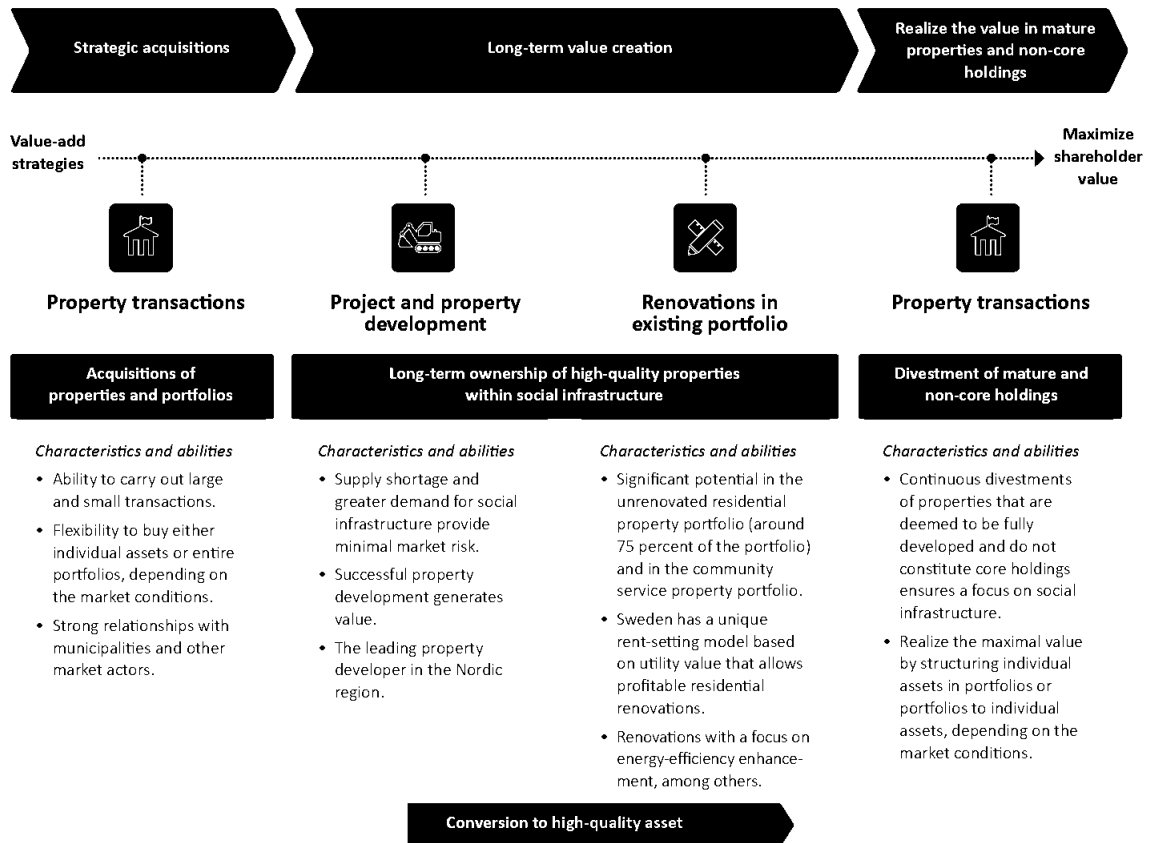 Strategic acquisitions
Long-term value creation
Realize the value in mature
properties and non-core
holdings
Value-add
strategies
Maximize
shareholder
value
Property transactions
Project and property
development
Renovations in
existing portfolio
Property transactions
Acquisitions of
properties and portfolios
Long-term ownership of high-quality properties
within social infrastructure
Divestment of mature and
non-core holdings
Characteristics and abilities
• Ability to carry out large
and small transactions.
• Flexibility to buy either
individual assets or entire
portfolios, depending on
the market conditions.
• Strong relationships with
municipalities and other
market actors.
Characteristics and abilities
• Supply shortage and
greater demand for social
infrastructure provide
minimal market risk.
• Successful property
development generates
value.
• The leading property
developer in the Nordic
region.
Characteristics and abilities
• Significant potential in the
unrenovated residential
property portfolio (around
75 percent of the portfolio)
and in the community
service property portfolio.
• Sweden has a unique
rent-setting model based
on utility value that allows
profitable residential
renovations.
• Renovations with a focus on
energy-efficiency enhance-
ment, among others.
Characteristics and abilities
• Continuous divestments
of properties that are
deemed to be fully
developed and do not
constitute core holdings
ensures a focus on social
infrastructure.
• Realize the maximal value
by structuring individual
assets in portfolios or
portfolios to individual
assets, depending on the
market conditions.
Conversion to high-quality asset